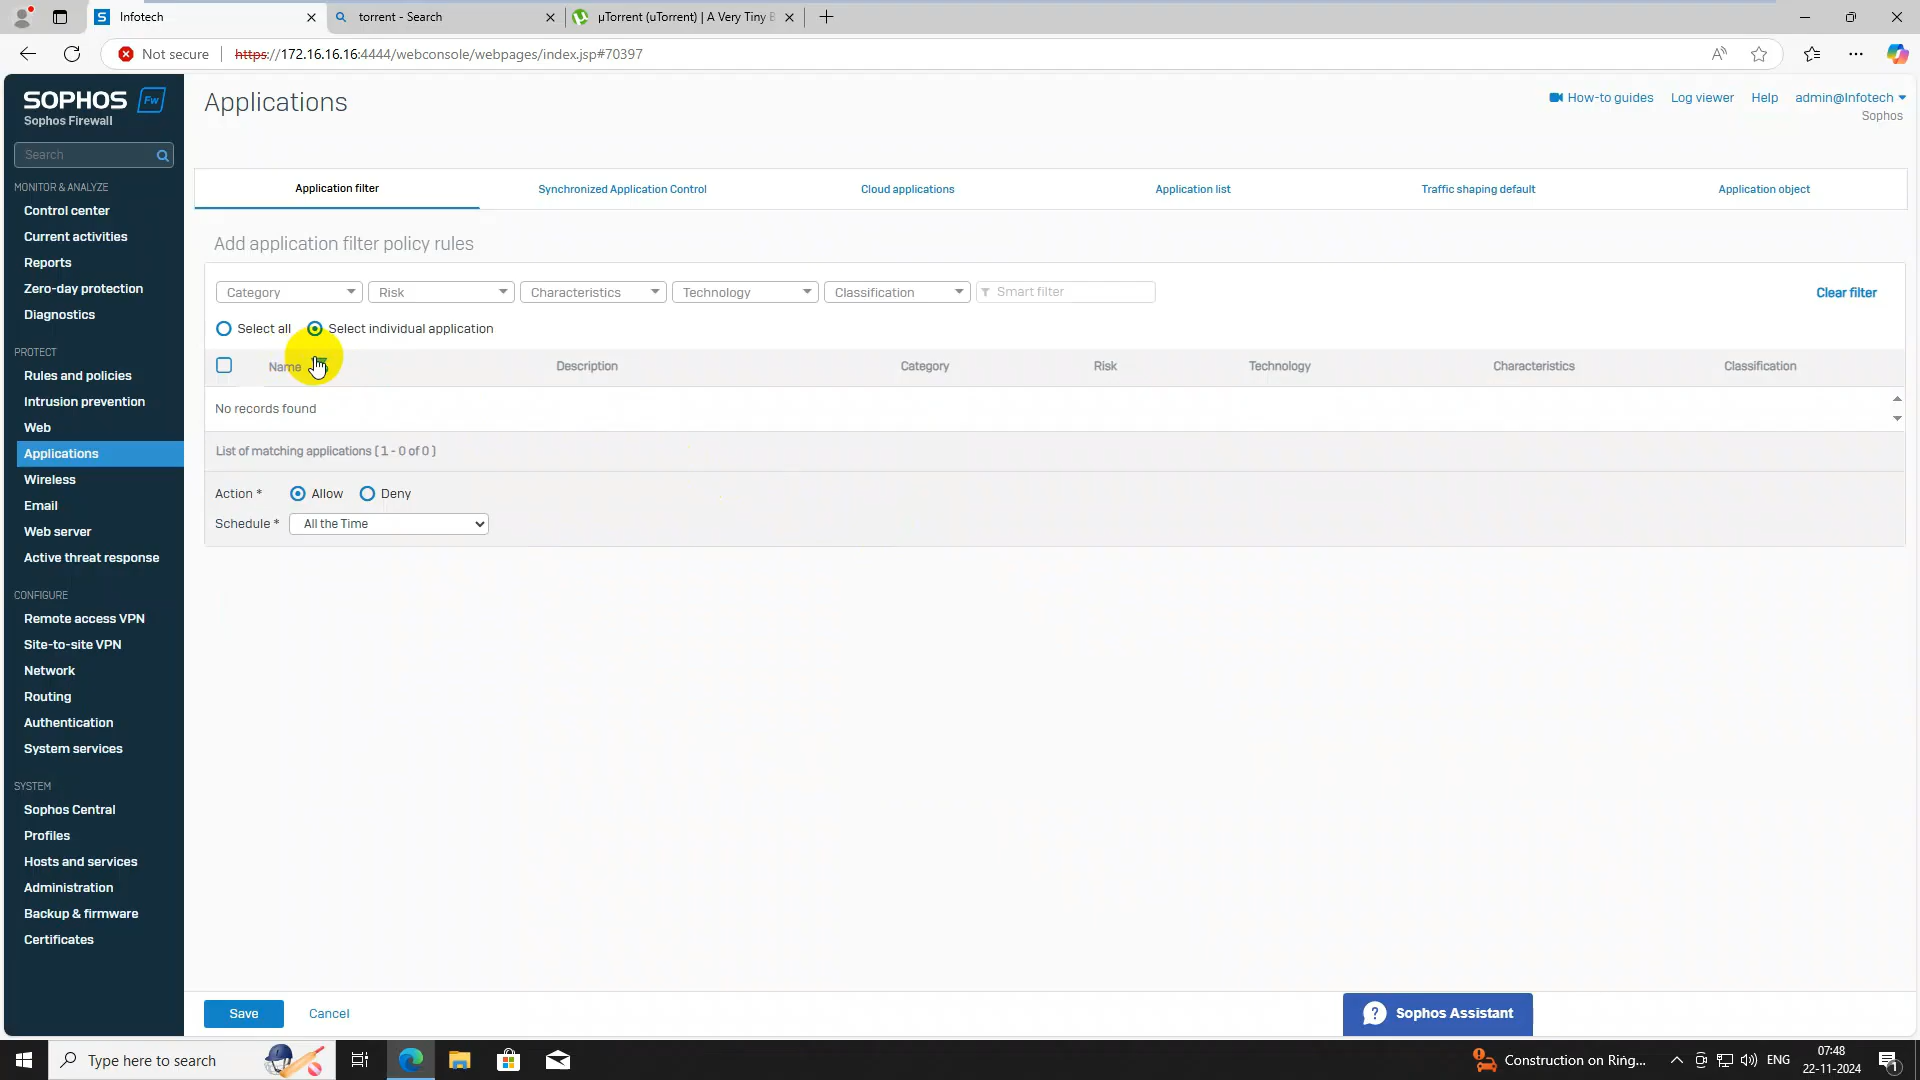 Infotech
torrent - Search
µTorrent (uTorrent) | A Very Tiny B
Not secure
https://172.16.16.16:4444/webconsole/webpages/index.jsp#70397
SOPHOS Fw
Sophos Firewall
Search
MONITOR & ANALYZE
Control center
Current activities
Reports
Zero-day protection
Diagnostics
PROTECT
Rules and policies
Intrusion prevention
Web
Applications
Wireless
Email
Web server
Active threat response
CONFIGURE
Remote access VPN
Site-to-site VPN
Network
Routing
Authentication
System services
SYSTEM
Sophos Central
Profiles
Hosts and services
Administration
Backup & firmware
Certificates
Applications
How-to guides Log viewer Help admin@Infotech
Sophos
Application filter Synchronized Application Control Cloud applications Application list Traffic shaping default Application object
Add application filter policy rules
Category Risk Characteristics Technology Classification Smart filter Clear filter
Select all Select individual application
Name Description Category Risk Technology Characteristics Classification
No records found
List of matching applications ( 1 - 0 of 0 )
Action * Allow Deny
Schedule * All the Time
Save Cancel
? Sophos Assistant
Type here to search
Construction on Ring...
ENG
07:48
22-11-2024
1